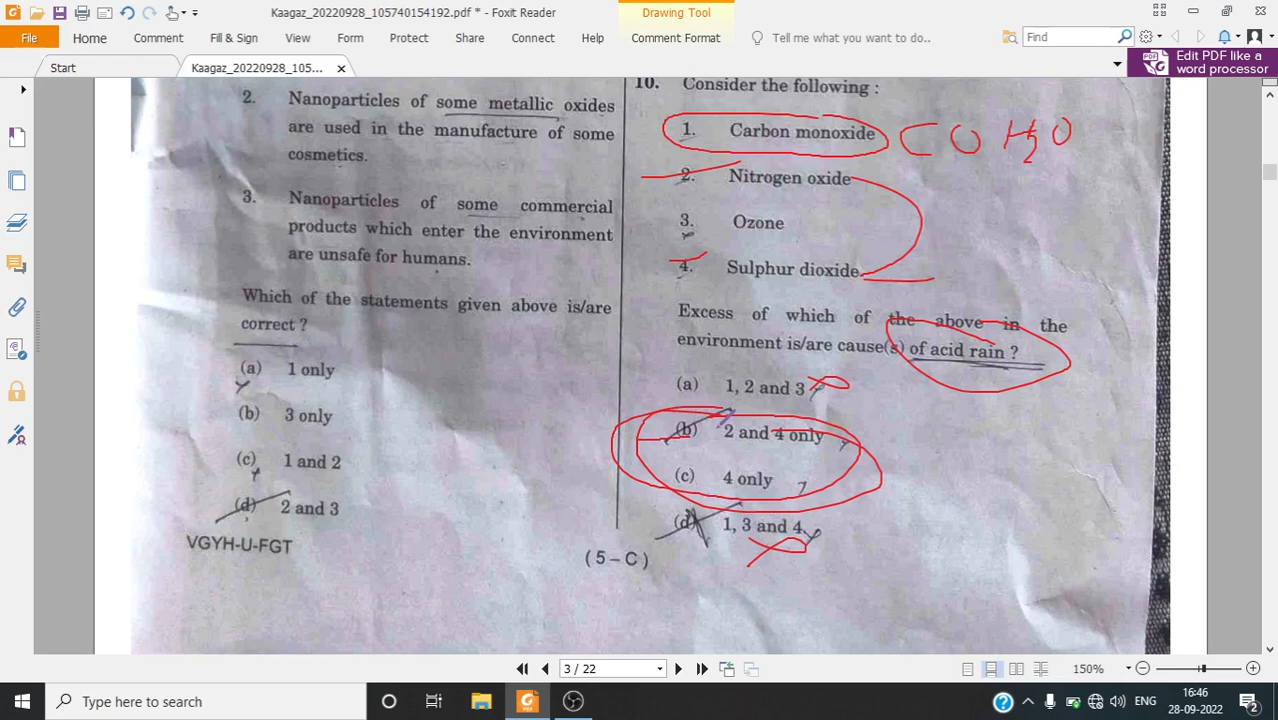 Kaagaz_20220928_105740154192.pdf * - Foxit Reader
Drawing Tool
File
Home
Comment
Fill & Sign
View
Form
Protect
Share
Connect
Help
Comment Format
Tell me what you want to do..
Find
Start
Kaagaz_20220928_105...
Edit PDF like a
word processor
2. Nanoparticles of some metallic oxides
are used in the manufacture of some
cosmetics.
3. Nanoparticles of some commercial
products which enter the environment
are unsafe for humans.
Which of the statements given above is/are
correct ?
(a) 1 only
(b) 3 only
(c) 1 and 2
(d) 2 and 3
VGYH-U-FGT
(5 – C)
10. Consider the following :
1. Carbon monoxide CO H2O
2. Nitrogen oxide
3. Ozone
4. Sulphur dioxide
Excess of which of the above in the
environment is/are cause(s) of acid rain ?
(a) 1, 2 and 3
(b) 2 and 4 only
(c) 4 only
(d) 1, 3 and 4
3 / 22
150%
Type here to search
ENG
16:46
28-09-2022
2